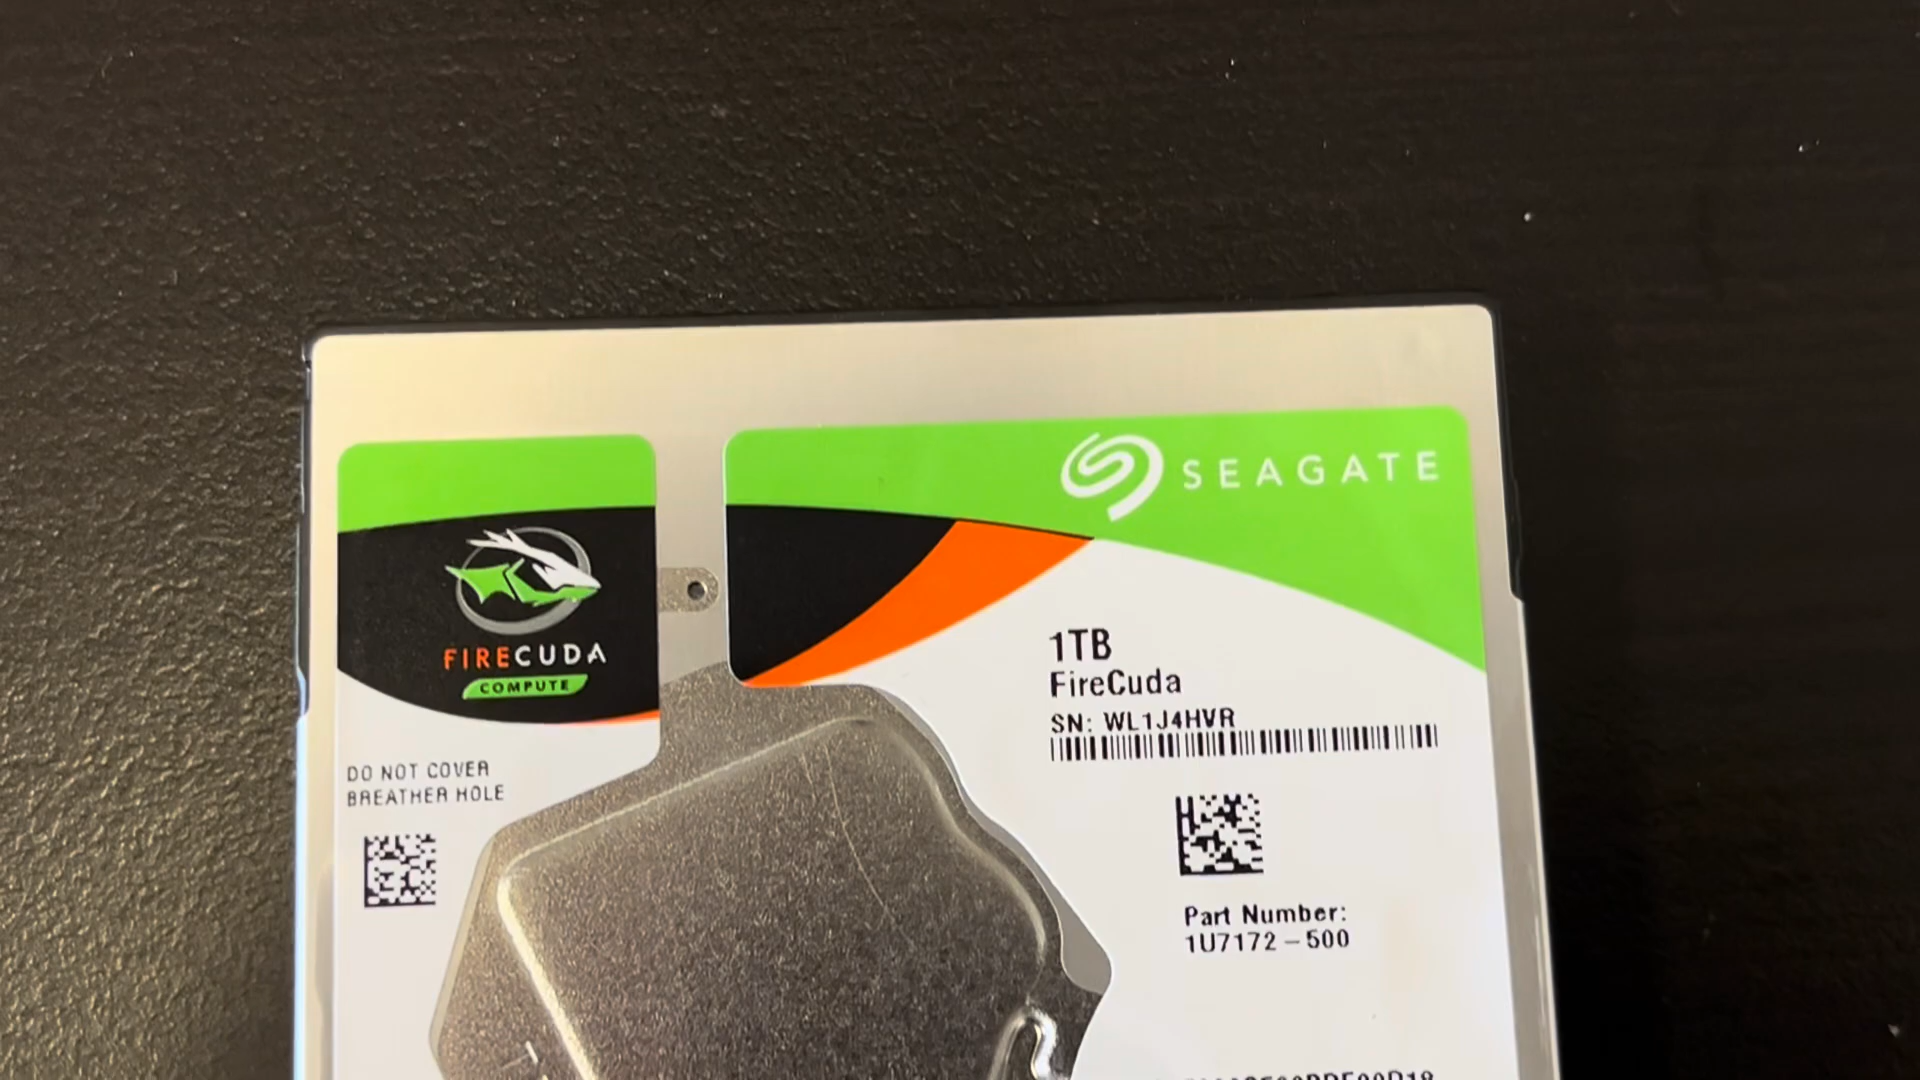 SEAGATE
FIRECUDA
COMPUTE
1TB
FireCuda
SN: WL1J4HVR
DO NOT COVER
BREATHER HOLE
Part Number:
1U7172-500